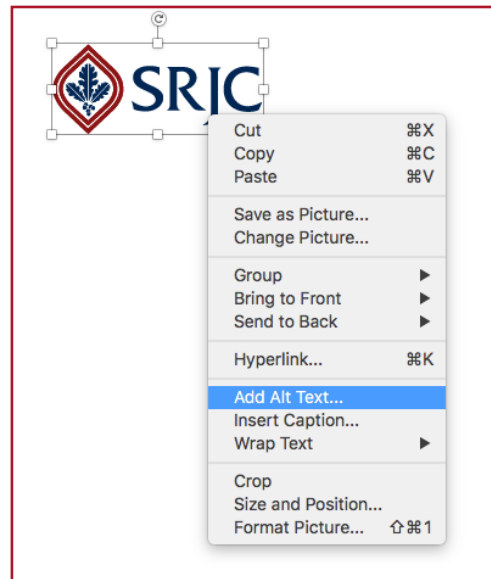 SRJC
Cut ⌘X
Copy ⌘C
Paste ⌘V
Save as Picture...
Change Picture...
Group ▶
Bring to Front ▶
Send to Back ▶
Hyperlink... ⌘K
Add Alt Text...
Insert Caption...
Wrap Text ▶
Crop
Size and Position...
Format Picture... ⇧⌘1